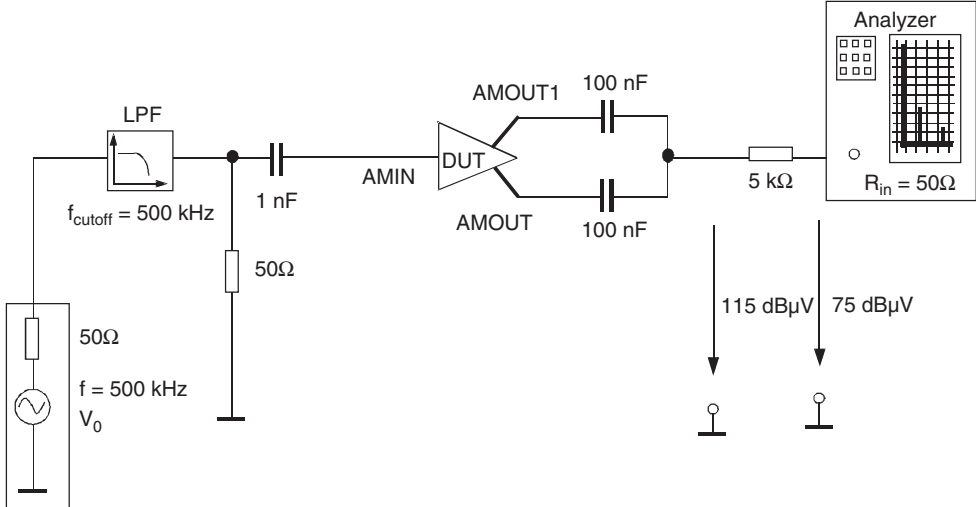 Analyzer
100 nF
AMOUT1
LPF
DUT
AMIN
1 nF
5 kΩ
R_in = 50Ω
f_cutoff = 500 kHz
AMOUT
100 nF
50Ω
115 dBµV
75 dBµV
50Ω
f = 500 kHz
V_0